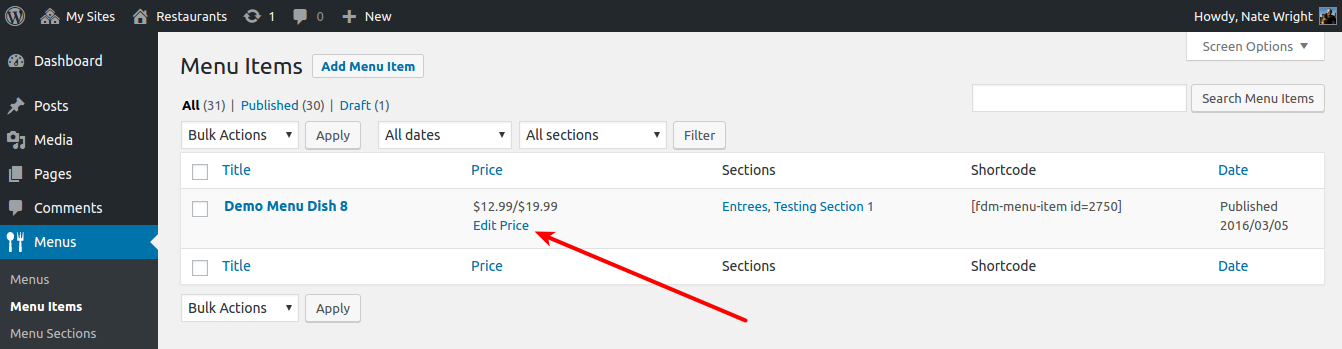 My Sites Restaurants 1 0 New Howdy, Nate Wright
Screen Options
Dashboard
Posts
Media
Pages
Comments
Menus
Menus
Menu Items
Menu Sections
Menu Items Add Menu Item
All (31) | Published (30) | Draft (1)
Search Menu Items
Bulk Actions Apply All dates All sections Filter
Title Price Sections Shortcode Date
Demo Menu Dish 8 $12.99/$19.99 Entrees, Testing Section 1 [fdm-menu-item id=2750] Published
Edit Price 2016/03/05
Title Price Sections Shortcode Date
Bulk Actions Apply